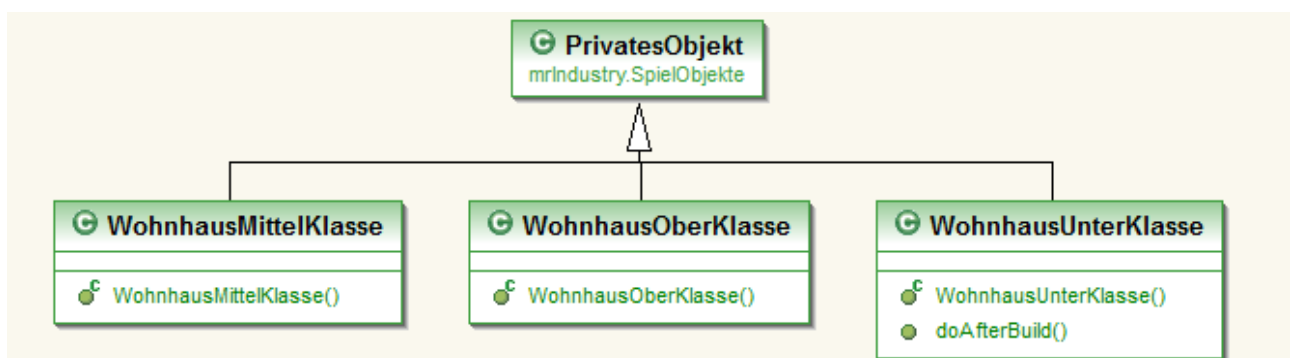 PrivatesObjekt
mrIndustry.SpielObjekte
WohnhausMittelKlasse
WohnhausMittelKlasse()
WohnhausOberKlasse
WohnhausOberKlasse()
WohnhausUnterKlasse
WohnhausUnterKlasse()
doAfterBuild()